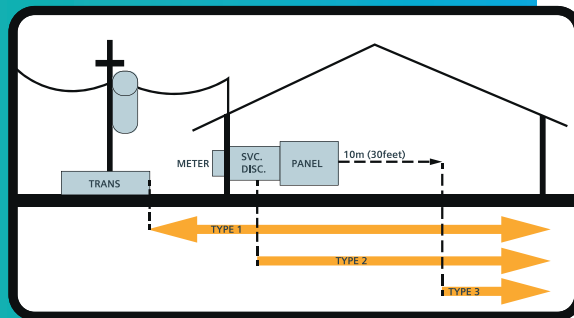 METER
SVC.
DISC.
PANEL
10m (30feet)
TRANS
TYPE 1
TYPE 2
TYPE 3